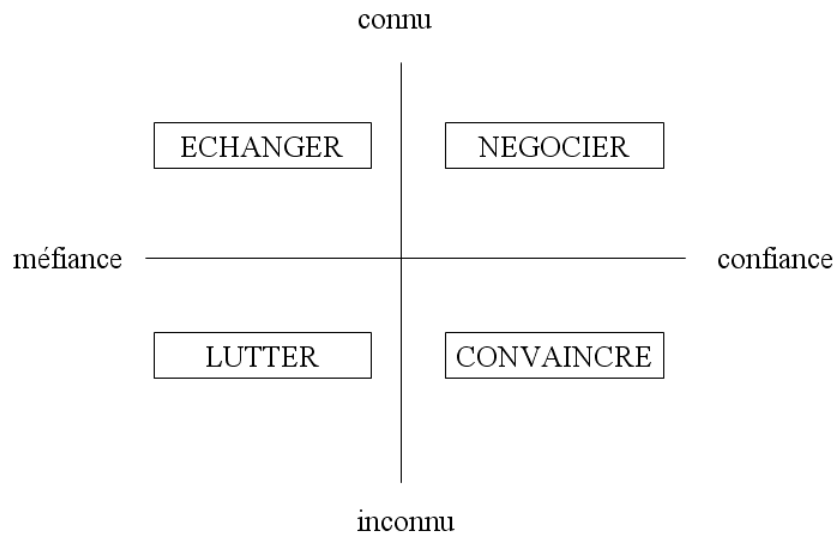 connu
ECHANGER
NEGOCIER
méfiance
confiance
LUTTER
CONVAINCRE
inconnu